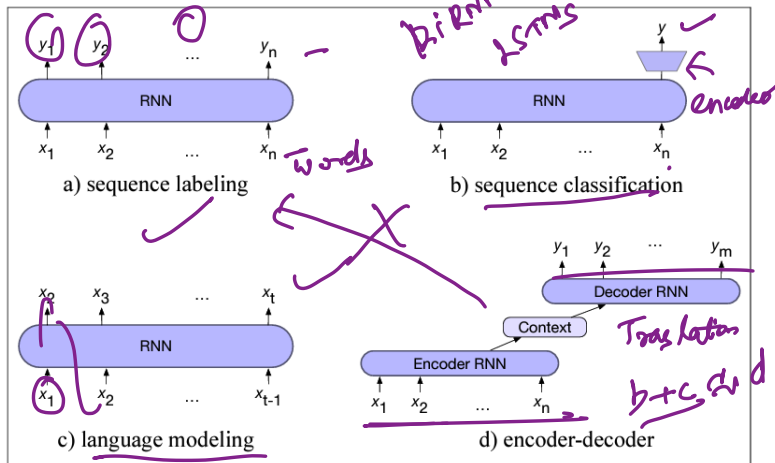 y1 y2 ... yn
RNN
x1 x2 ... xn
words
a) sequence labeling
BiRNN
LSTMs
y
RNN
encoder
x1 x2 ... xn
b) sequence classification
x2 x3 ... xt
RNN
x1 x2 ... xt-1
c) language modeling
y1 y2 ... ym
Decoder RNN
Context
Translation
Encoder RNN
x1 x2 ... xn
b+c
d
d) encoder-decoder